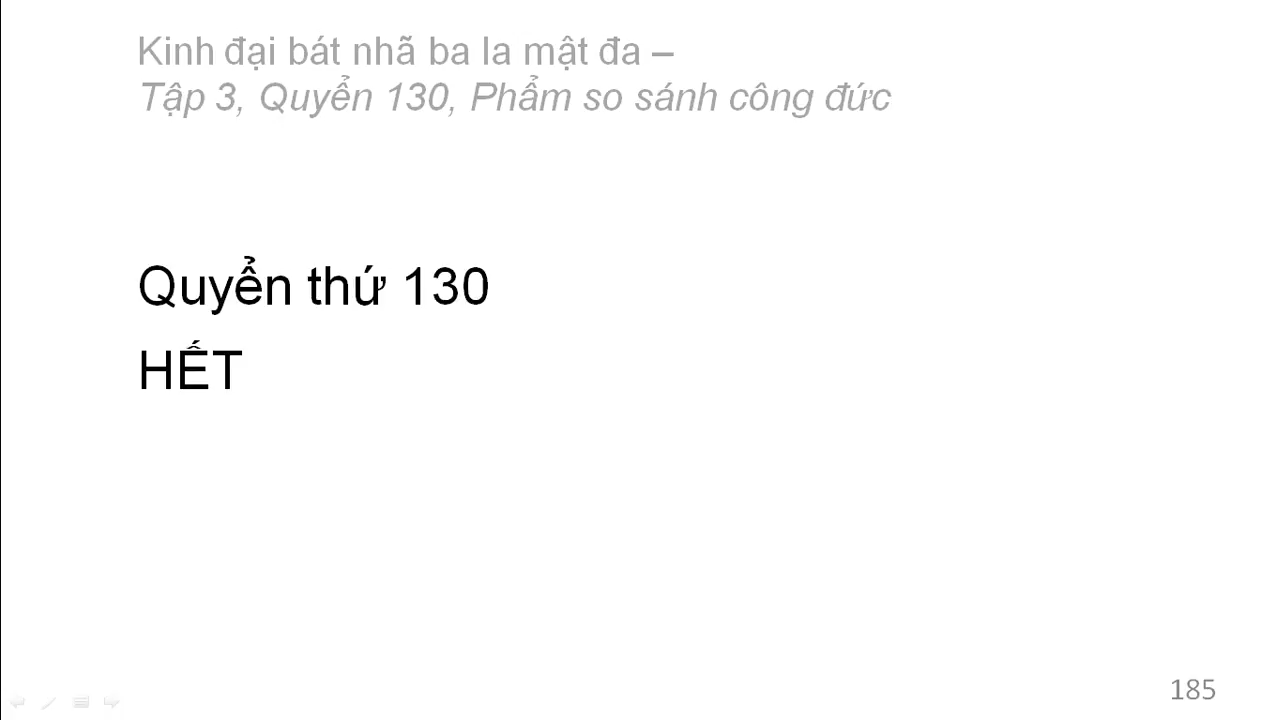 Kinh đại bát nhã ba la mật đa –
Tập 3, Quyển 130, Phẩm so sánh công đức
Quyển thứ 130
HẾT
185